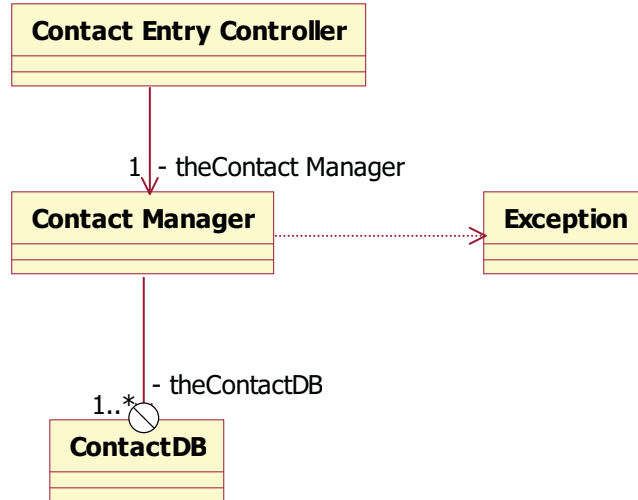 Contact Entry Controller
1 - theContact Manager
Contact Manager
Exception
- theContactDB
1..*
ContactDB